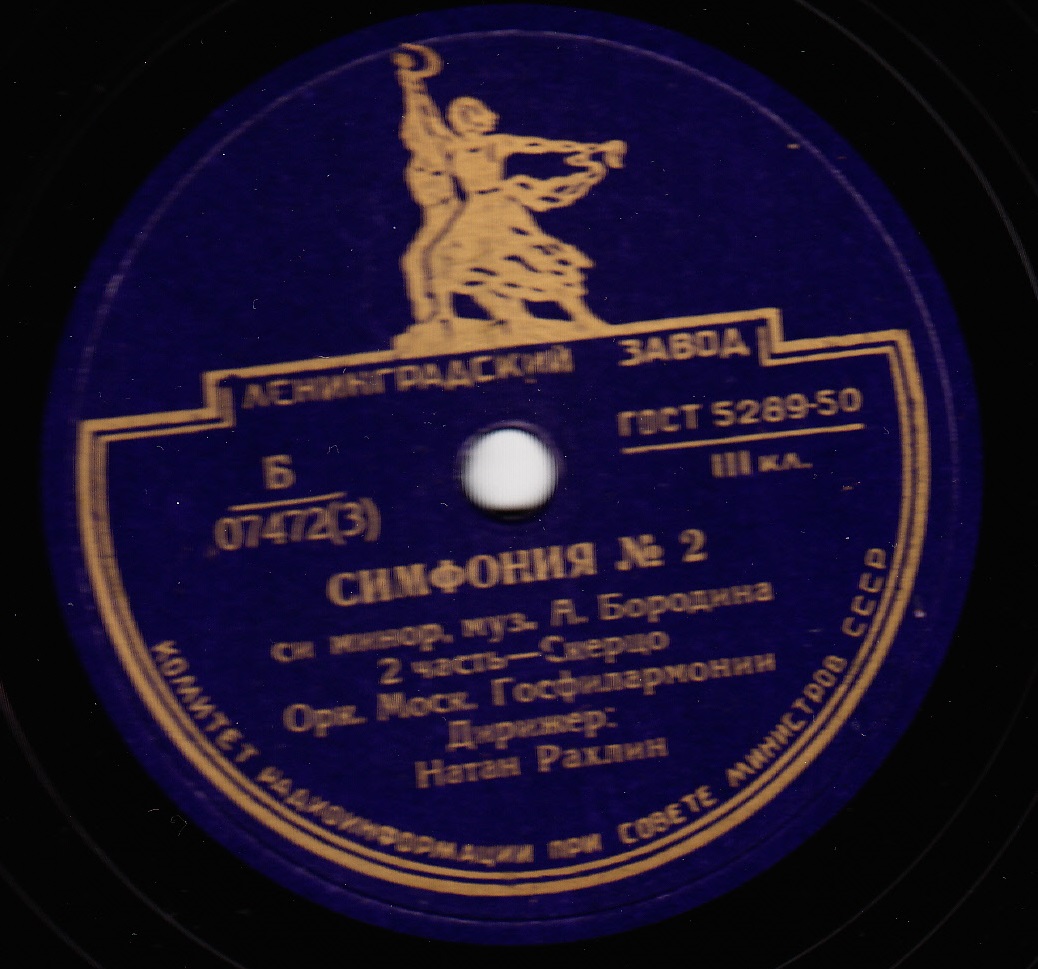 ЛЕНИНГРАДСКИЙ ЗАВОД
ГОСТ 5289-50
III кл.
Б
07472(3)
СИМФОНИЯ № 2
си минор, муз. А. Бородина
2 часть—Скерцо
Орк. Моск. Госфилармонии
Дирижер:
Натан Рахлин
КОМИТЕТ РАДИОИНФОРМАЦИИ ПРИ СОВЕТЕ МИНИСТРОВ СССР